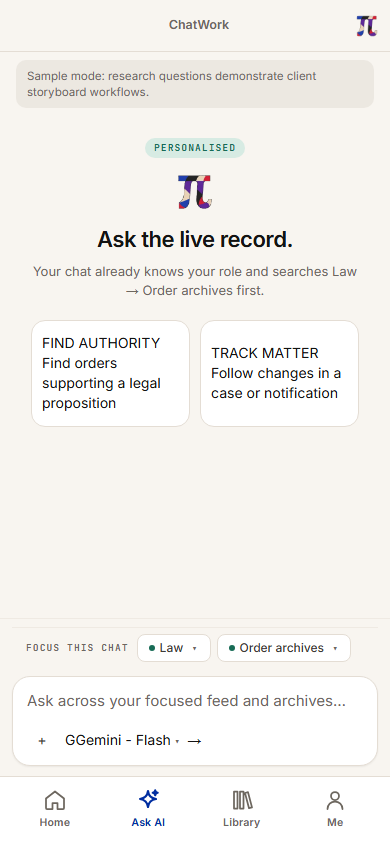 ChatWork
Sample mode: research questions demonstrate client
storyboard workflows.
PERSONALISED
Ask the live record.
Your chat already knows your role and searches Law
→ Order archives first.
FIND AUTHORITY
Find orders
supporting a legal
proposition
TRACK MATTER
Follow changes in a
case or notification
FOCUS THIS CHAT
Law
Order archives
Ask across your focused feed and archives...
+ GGemini - Flash →
Home
Ask AI
Library
Me